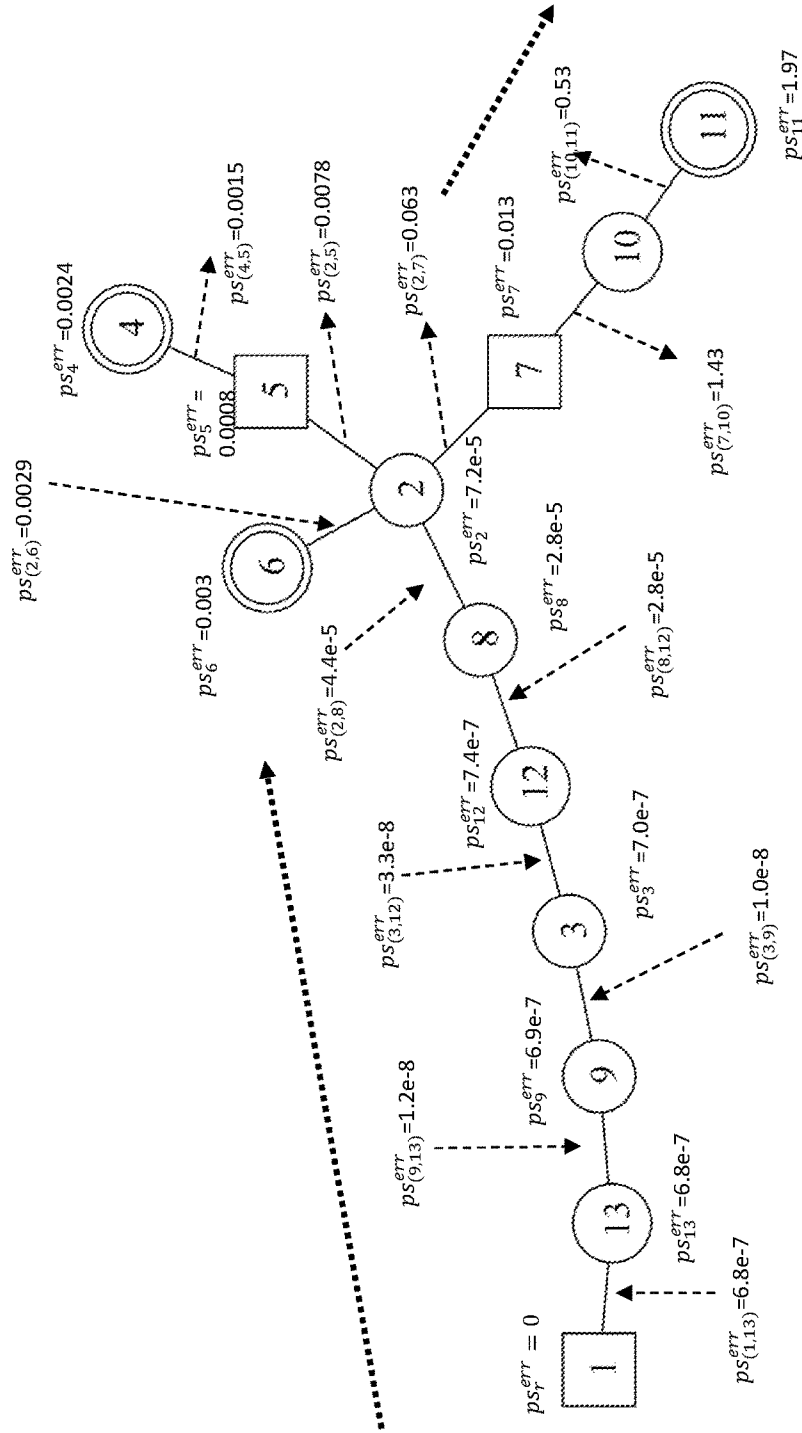 ps_r^{err} = 0
1
ps_{(1,13)}^{err}=6.8e-7
13
ps_{13}^{err}=6.8e-7
ps_{(9,13)}^{err}=1.2e-8
9
ps_9^{err}=6.9e-7
ps_{(3,9)}^{err}=1.0e-8
3
ps_3^{err}=7.0e-7
ps_{(3,12)}^{err}=3.3e-8
12
ps_{12}^{err}=7.4e-7
ps_{(8,12)}^{err}=2.8e-5
8
ps_8^{err}=2.8e-5
ps_{(2,8)}^{err}=4.4e-5
2
ps_2^{err}=7.2e-5
ps_{(2,6)}^{err}=0.0029
6
ps_6^{err}=0.003
ps_5^{err} =
0.0008
5
ps_{(2,5)}^{err}=0.0078
ps_4^{err}=0.0024
4
ps_{(4,5)}^{err}=0.0015
ps_{(2,7)}^{err}=0.063
7
ps_7^{err}=0.013
ps_{(7,10)}^{err}=1.43
10
ps_{(10,11)}^{err}=0.53
11
ps_{11}^{err}=1.97